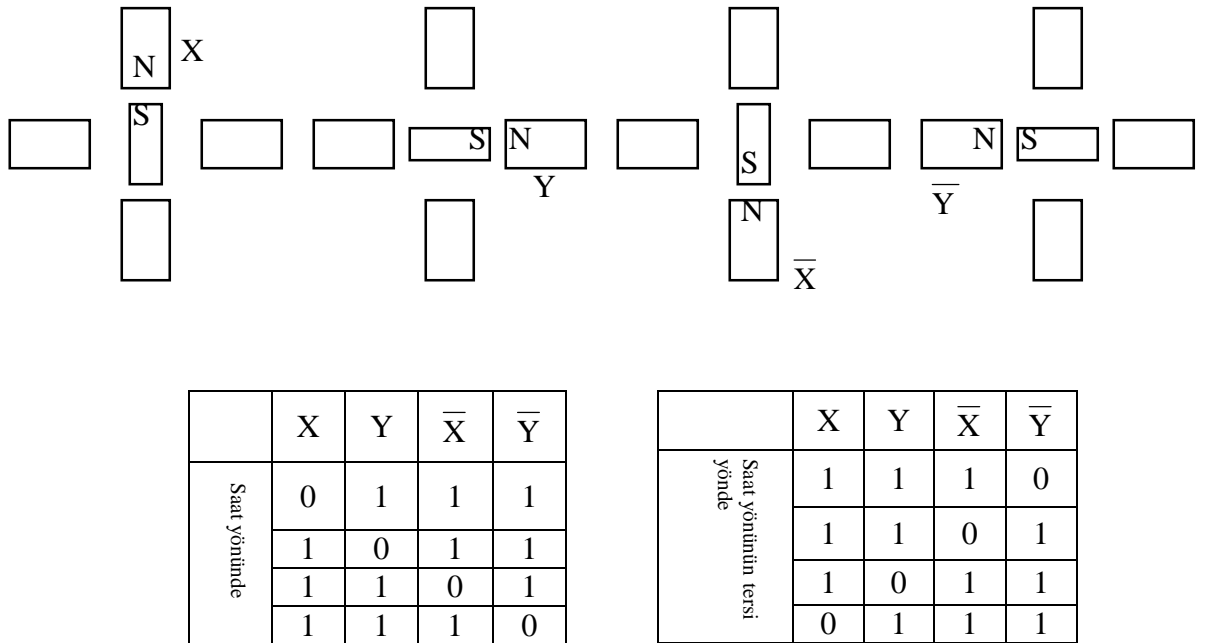 N X
S
S N
Y
S
N
X̅
N S
Y̅
X Y X̅ Y̅
Saat yönünde
0 1 1 1
1 0 1 1
1 1 0 1
1 1 1 0
X Y X̅ Y̅
Saat yönünün tersi
yönde
1 1 1 0
1 1 0 1
1 0 1 1
0 1 1 1